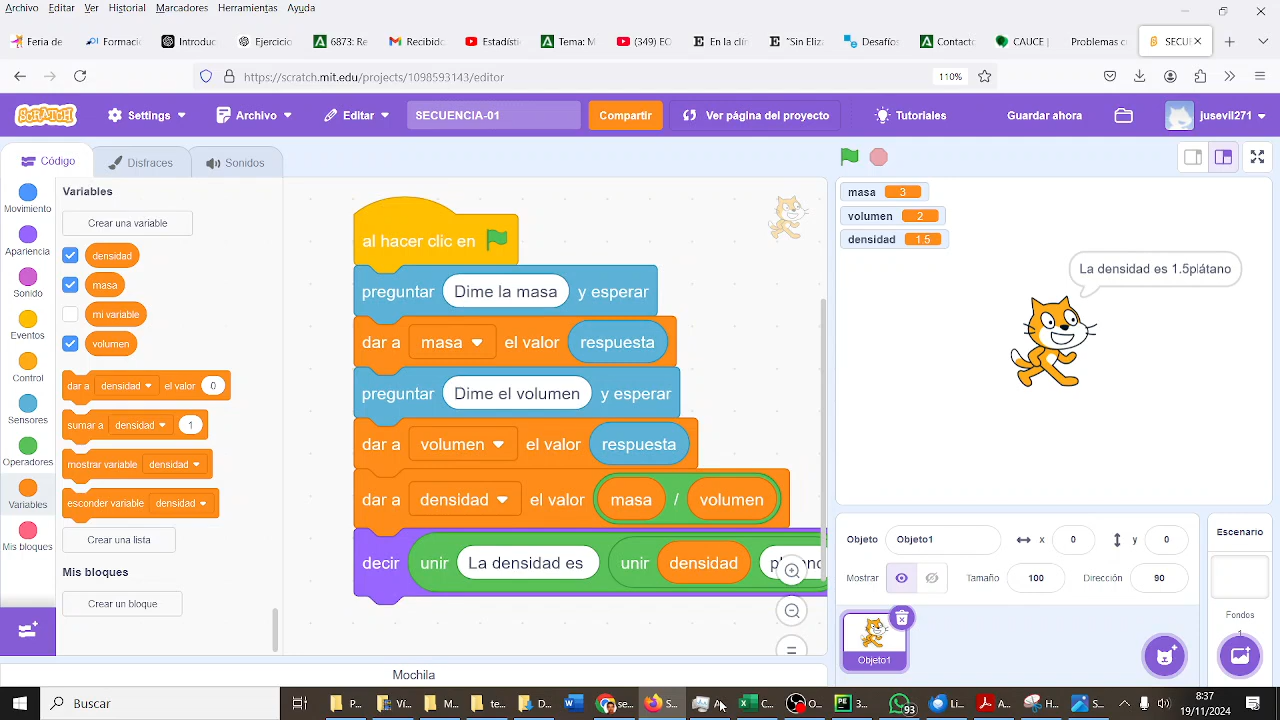 Archivo Editar Ver Historial Marcadores Herramientas Ayuda
Feria de Formació Introduc Ejercicio 6873: Re Recibido Estadísti Tema: M (349) EC En la clin "Sin Eliz Desafíos Contacto CAUCE | Problemas c SECUEN
https://scratch.mit.edu/projects/1098593143/editor 110%
SCRATCH Settings Archivo Editar SECUENCIA-01 Compartir Ver página del proyecto Tutoriales Guardar ahora jusevil271
Código Disfraces Sonidos
Movimiento
Apariencia
Sonido
Eventos
Control
Sensores
Operadores
Variables
Mis bloques
Variables
Crear una variable
densidad
masa
mi variable
volumen
dar a densidad el valor 0
sumar a densidad 1
mostrar variable densidad
esconder variable densidad
Crear una lista
Mis bloques
Crear un bloque
al hacer clic en
preguntar Dime la masa y esperar
dar a masa el valor respuesta
preguntar Dime el volumen y esperar
dar a volumen el valor respuesta
dar a densidad el valor masa / volumen
decir unir La densidad es unir densidad
masa 3
volumen 2
densidad 1.5
La densidad es 1.5plátano
Objeto Objeto1 x 0 y 0
Mostrar Tamaño 100 Dirección 90
Objeto1
Escenario
Fondos
1
Mochila
Buscar
93
8:37
19/11/2024